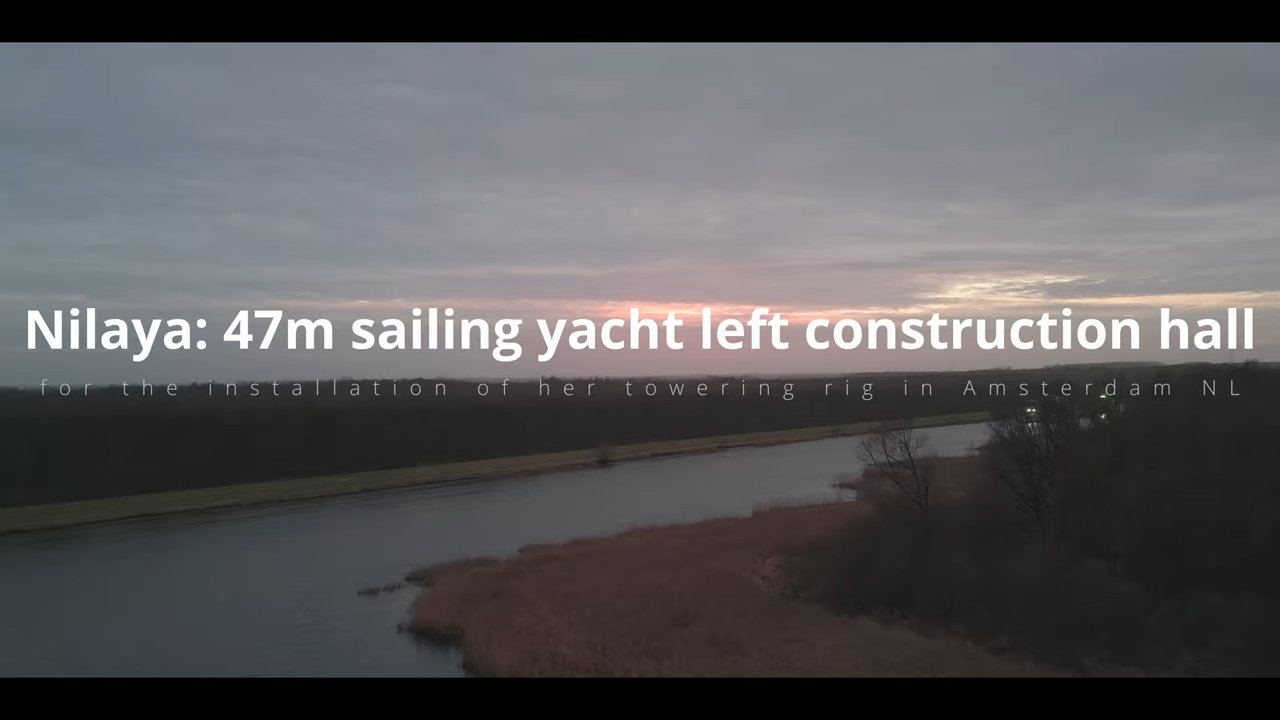 Nilaya: 47m sailing yacht left construction hall
for the installation of her towering rig in Amsterdam NL